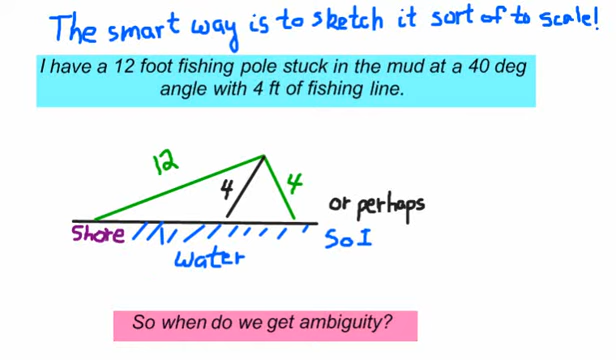 The smart way is to sketch it sort of to scale!
I have a 12 foot fishing pole stuck in the mud at a 40 deg
angle with 4 ft of fishing line.
12
4
4
or perhaps
Shore
So I
water
So when do we get ambiguity?